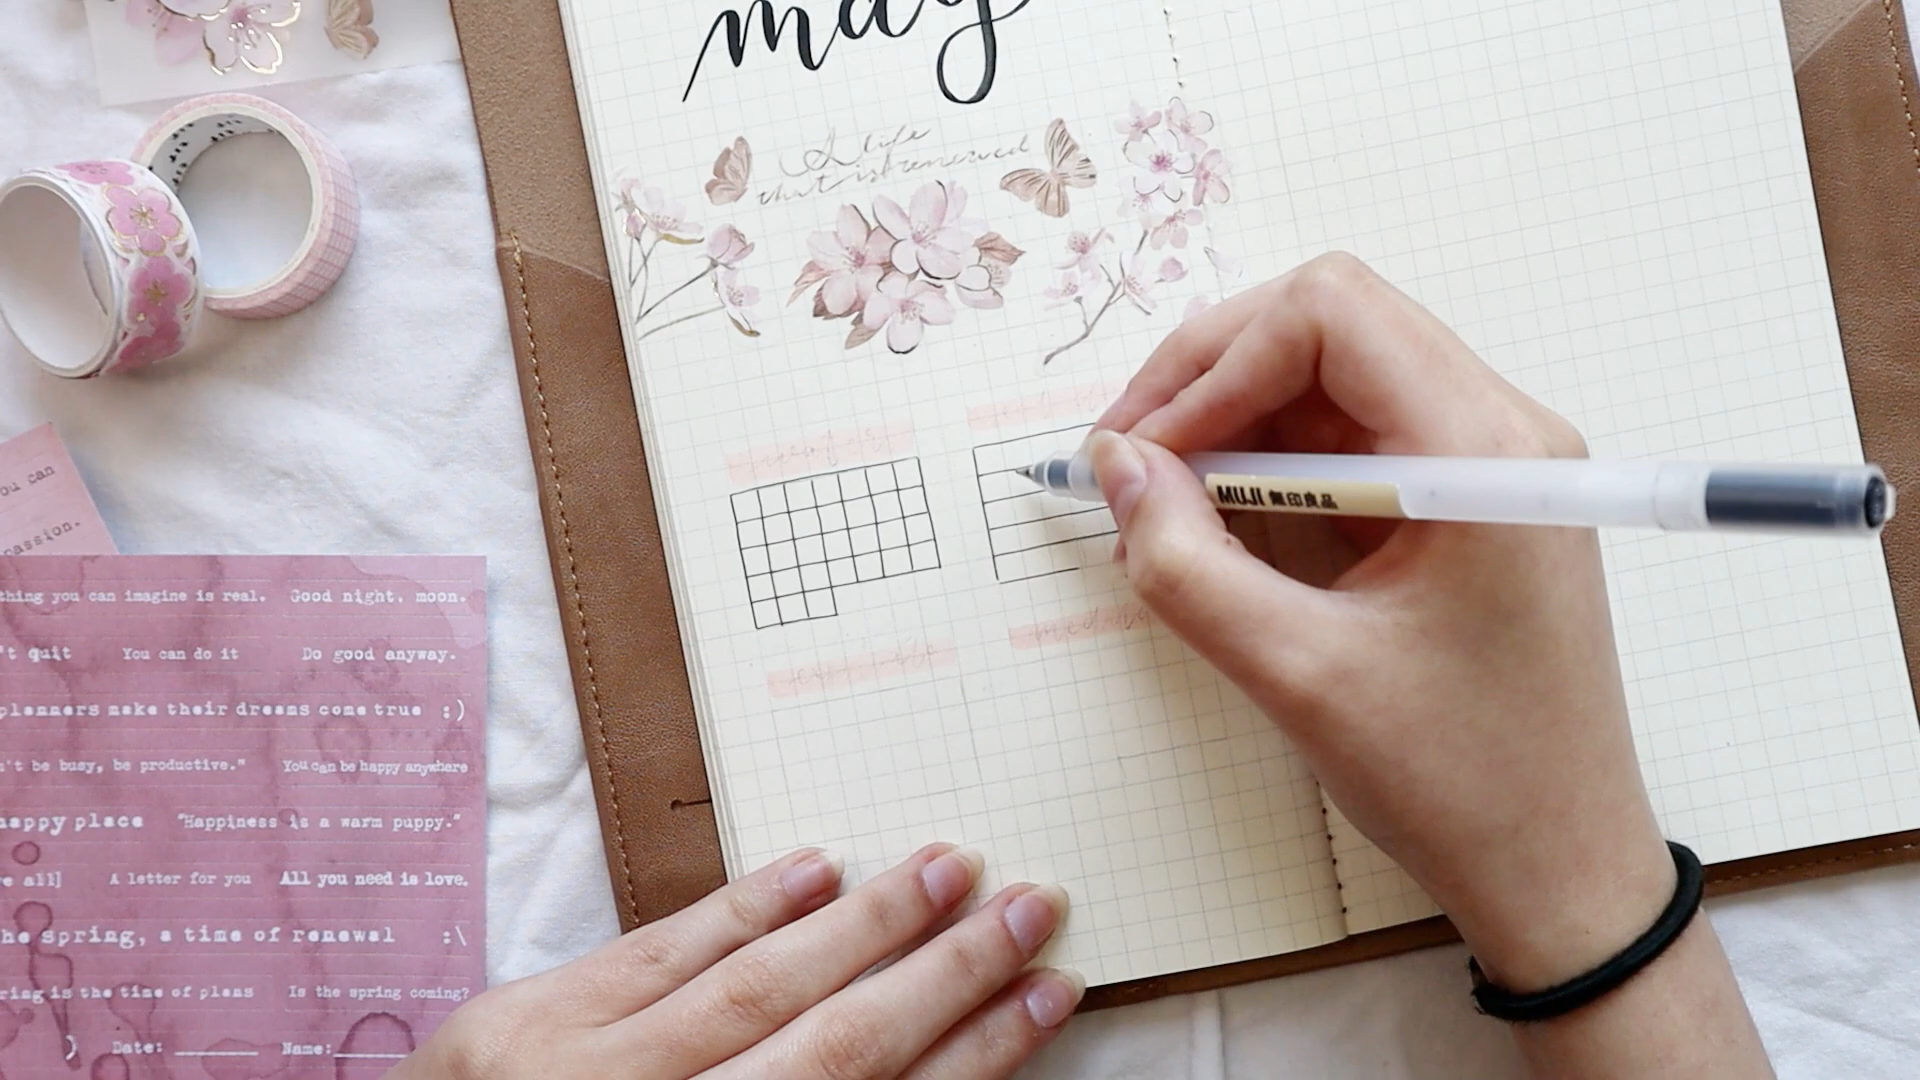 may
A life
that is renewed
MUJI 無印良品
ou can
passion.
thing you can imagine is real. Good night, moon.
't quit You can do it Do good anyway.
planners make their dreams come true :)
't be busy, be productive." You can be happy anywhere
happy place "Happiness is a warm puppy."
e all] A letter for you All you need is love.
he spring, a time of renewal :\
ring is the time of plans Is the spring coming?
) Date: ______ Name: ______